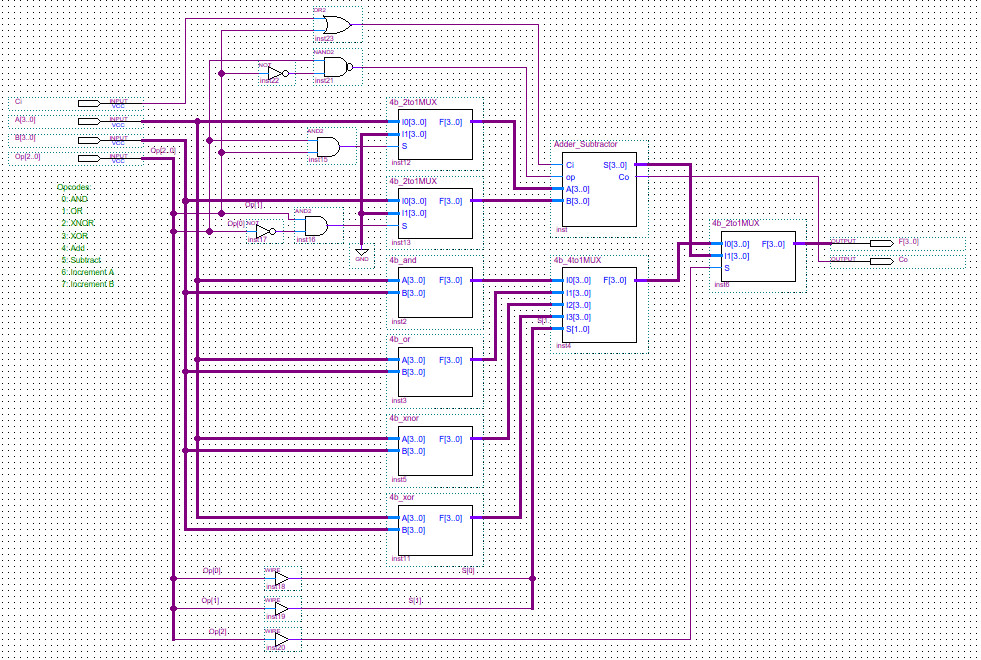 OR2
inst23
NAND2
NOT
inst22
inst21
Ci
INPUT
VCC
A[3..0]
INPUT
VCC
B[3..0]
INPUT
VCC
Op[2..0]
INPUT
VCC
Op[2..0]
4b_2to1MUX
I0[3..0] F[3..0]
I1[3..0]
S
inst12
AND2
inst15
4b_2to1MUX
I0[3..0] F[3..0]
I1[3..0]
S
inst13
Op[1]
Op[0]
NOT
inst17
AND2
inst16
GND
Opcodes:
0: AND
1: OR
2: XNOR
3: XOR
4: Add
5: Subtract
6: Increment A
7: Increment B
Adder_Subtractor
Ci S[3..0]
op Co
A[3..0]
B[3..0]
inst
4b_2to1MUX
I0[3..0] F[3..0]
I1[3..0]
S
inst6
OUTPUT
F[3..0]
OUTPUT
Co
4b_and
A[3..0] F[3..0]
B[3..0]
inst2
4b_4to1MUX
I0[3..0] F[3..0]
I1[3..0]
I2[3..0]
I3[3..0]
S[1..0]
inst4
4b_or
A[3..0] F[3..0]
B[3..0]
inst3
4b_xnor
A[3..0] F[3..0]
B[3..0]
inst5
4b_xor
A[3..0] F[3..0]
B[3..0]
inst11
Op[0]
WIRE
inst18
S[0]
Op[1]
WIRE
inst19
S[1]
Op[2]
WIRE
inst20